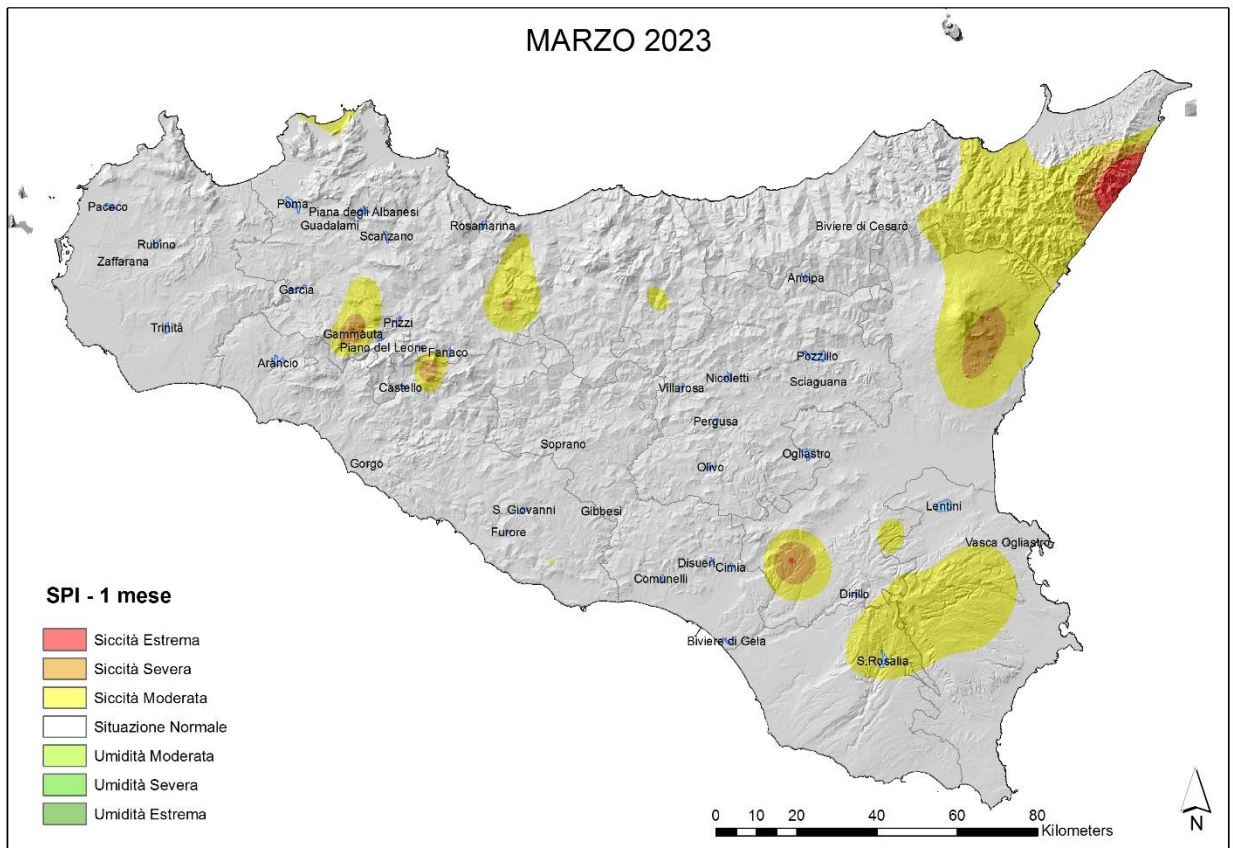 MARZO 2023
Paceco
Poma
Piana degli Albanesi
Guadalami
Scanzano
Rosamarina
Biviere di Cesarò
Rubino
Zaffarana
Garcia
Ancipa
Trinità
Prizzi
Gammauta
Piano del Leone
Fanaco
Arancio
Castello
Pozzillo
Nicoletti
Sciaguana
Villarosa
Pergusa
Soprano
Ogliastro
Gorgo
Olivo
S. Giovanni
Gibbesi
Lentini
Furore
Vasca Ogliastro
Disueri
Cimia
Comunelli
Dirillo
Biviere di Gela
S.Rosalia
SPI - 1 mese
Siccità Estrema
Siccità Severa
Siccità Moderata
Situazione Normale
Umidità Moderata
Umidità Severa
Umidità Estrema
0 10 20 40 60 80
Kilometers
N